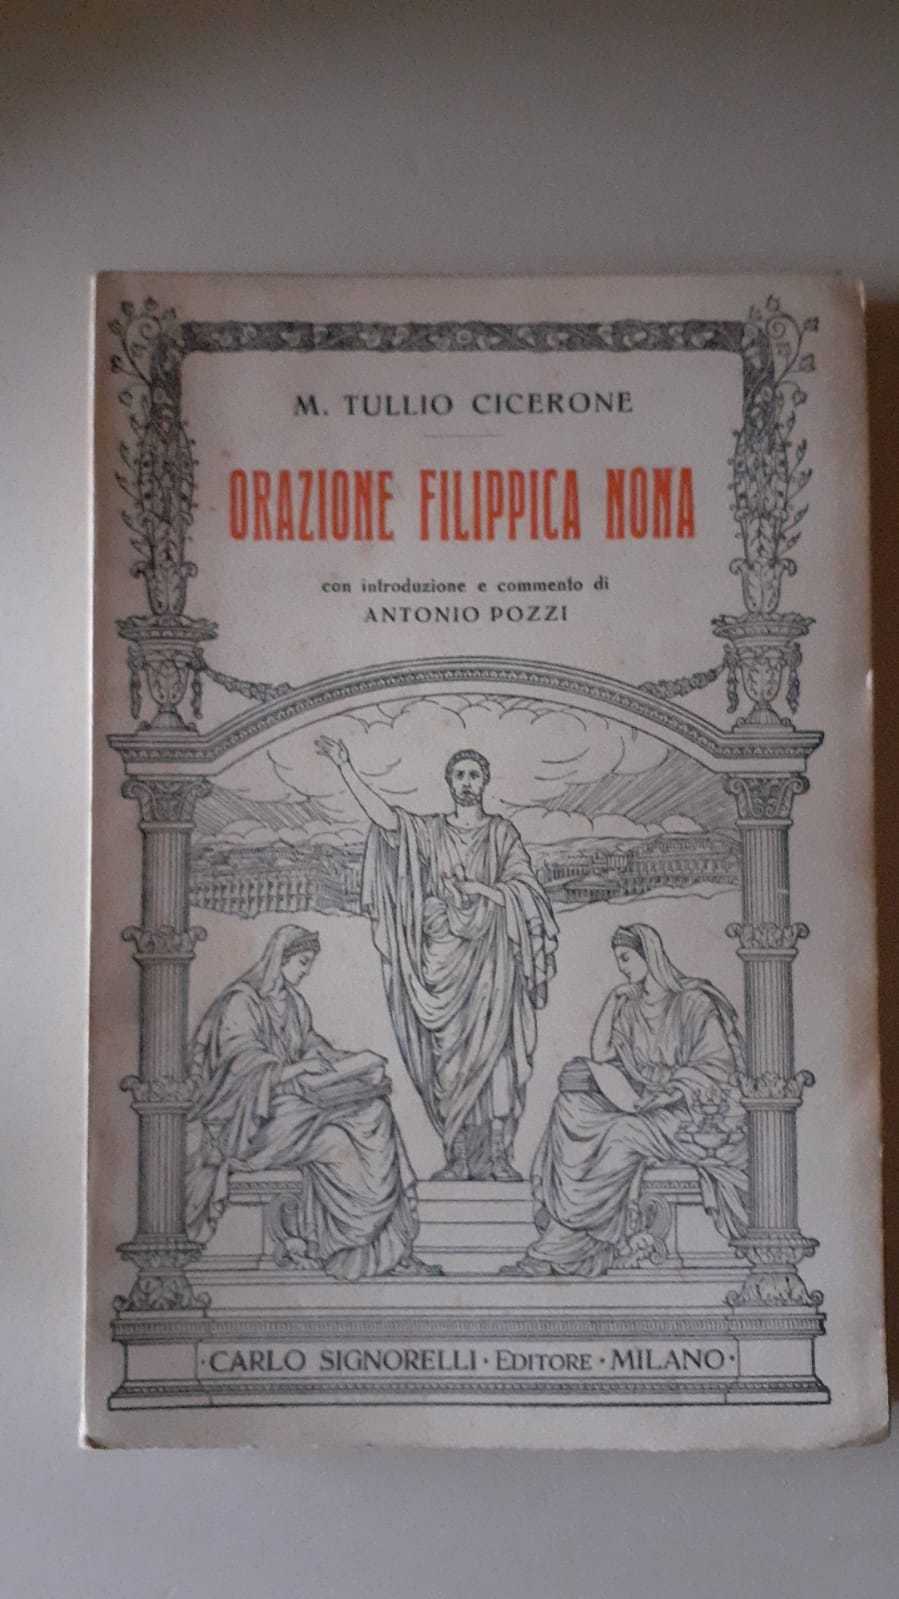 M. TULLIO CICERONE
ORAZIONE FILIPPICA NONA
con introduzione e commento di
ANTONIO POZZI
· CARLO SIGNORELLI · EDITORE · MILANO ·